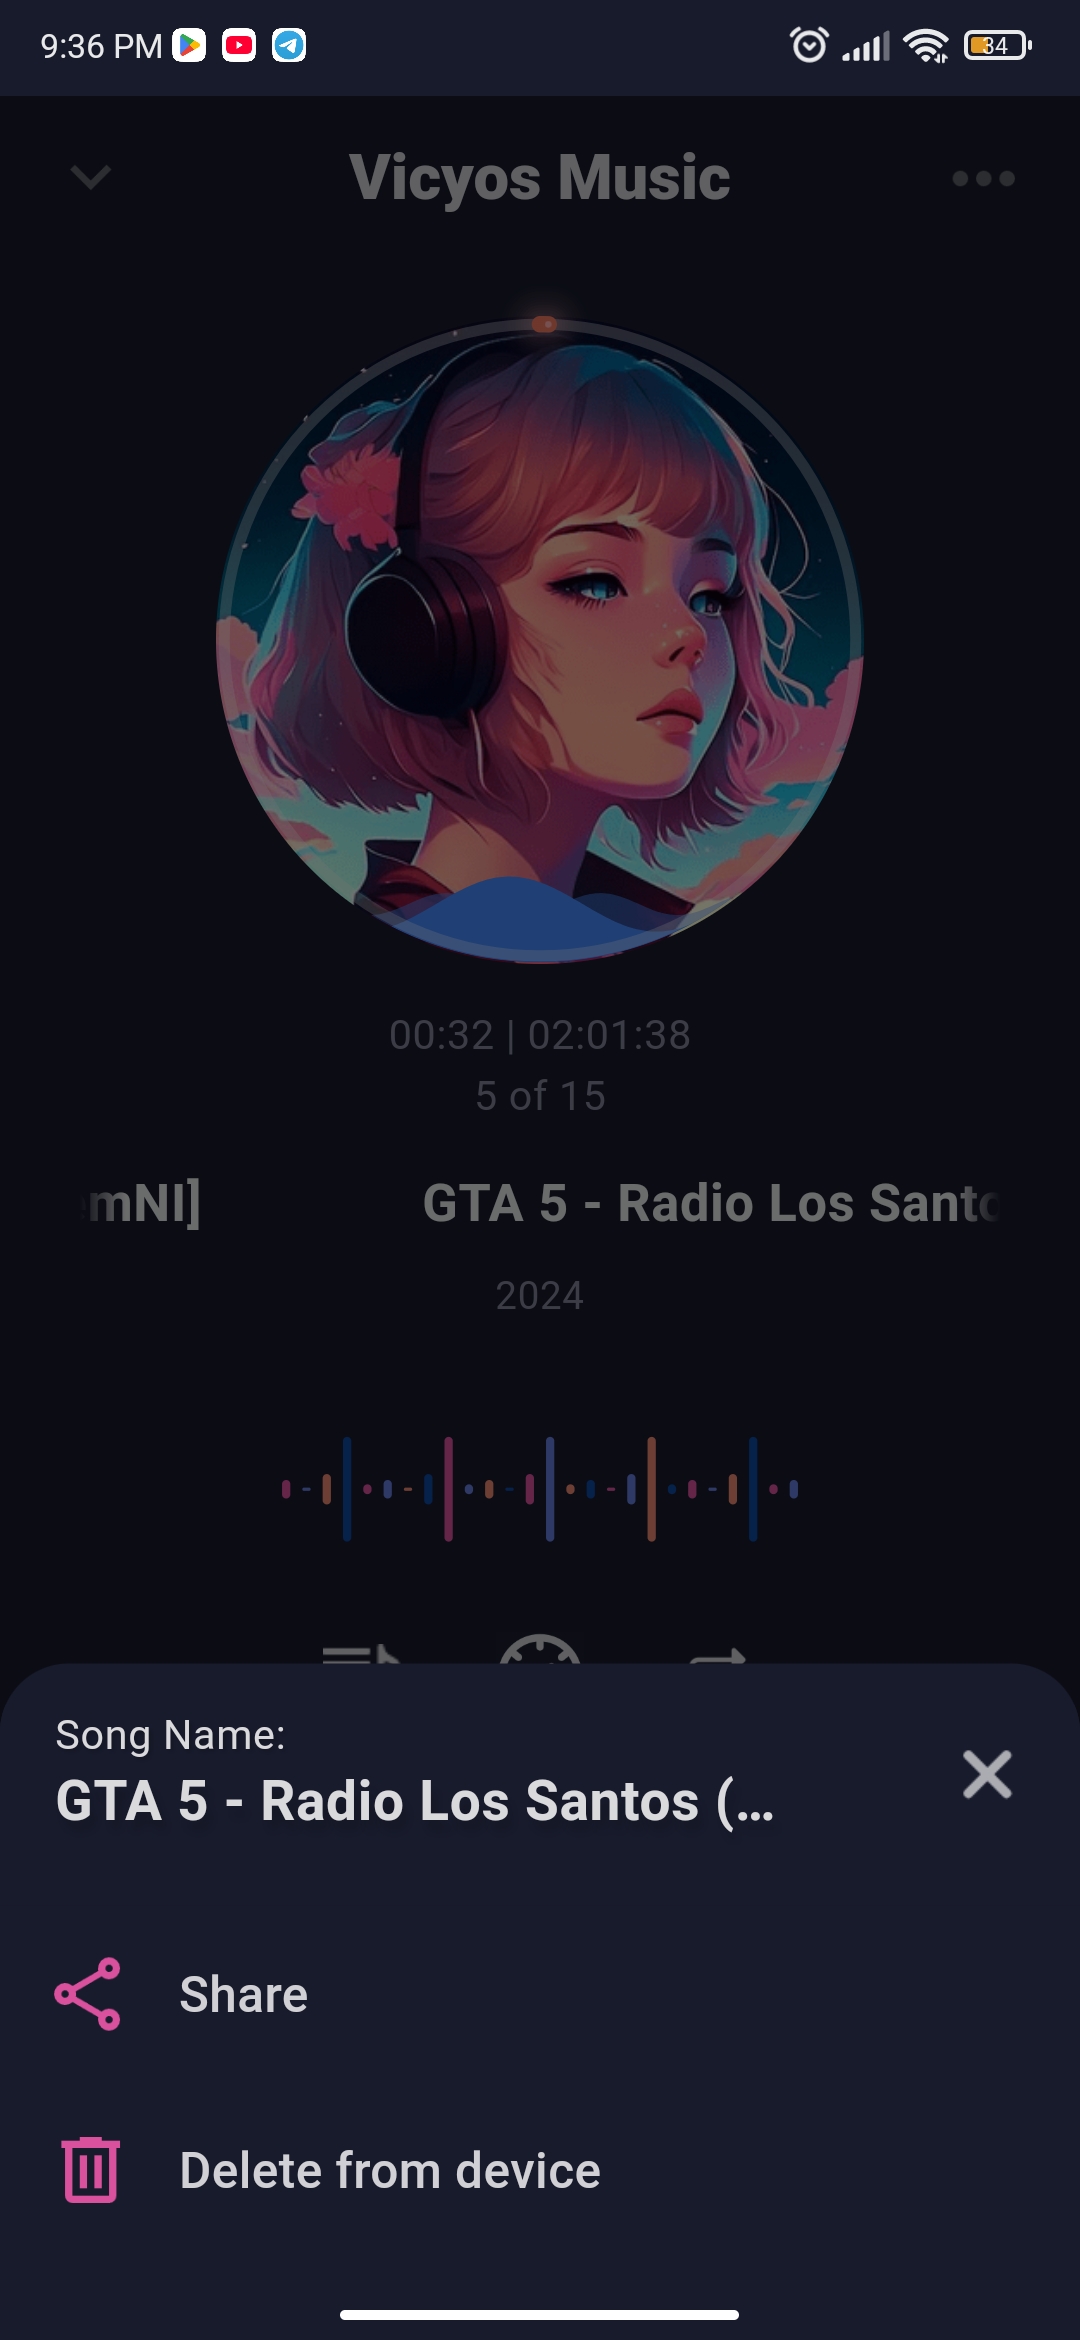 9:36 PM
34
Vicyos Music
00:32 | 02:01:38
5 of 15
mNI]
GTA 5 - Radio Los Santo
2024
Song Name:
GTA 5 - Radio Los Santos (…
Share
Delete from device